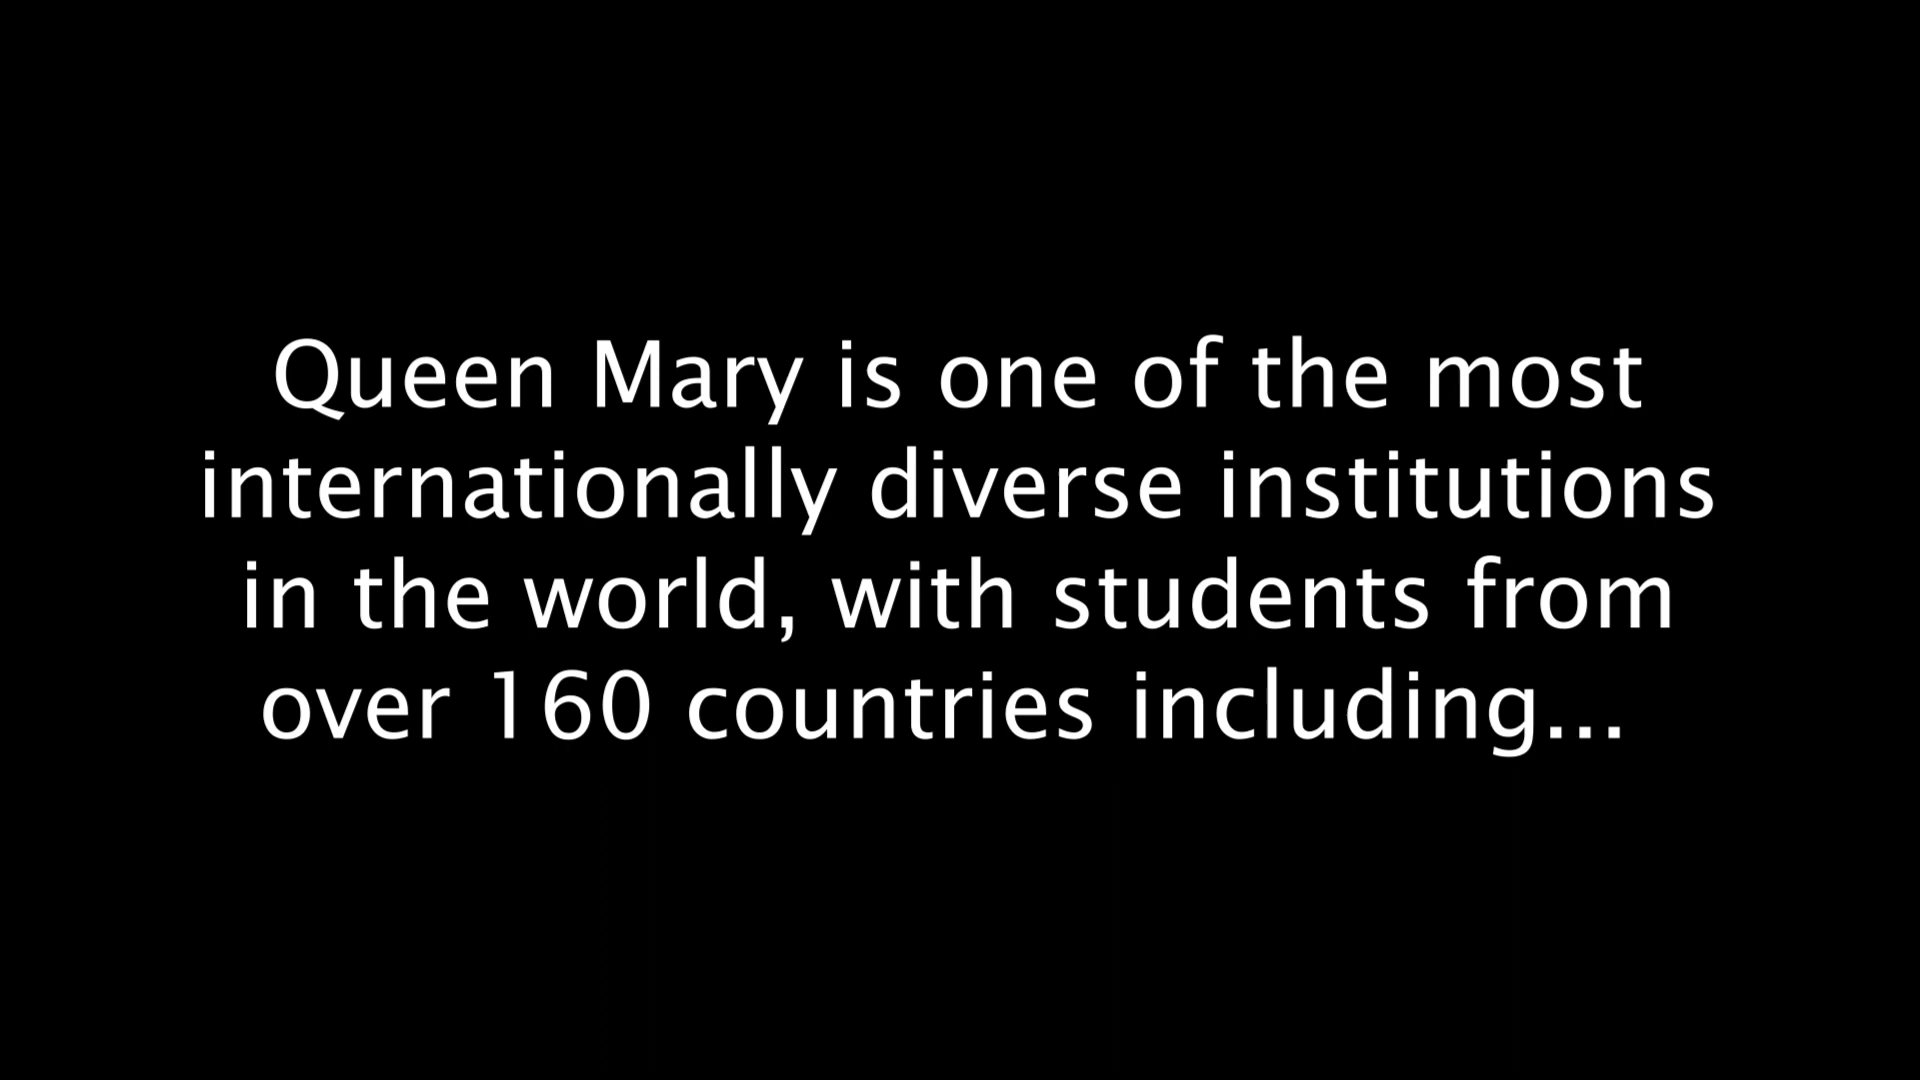 Queen Mary is one of the most
internationally diverse institutions
in the world, with students from
over 160 countries including...